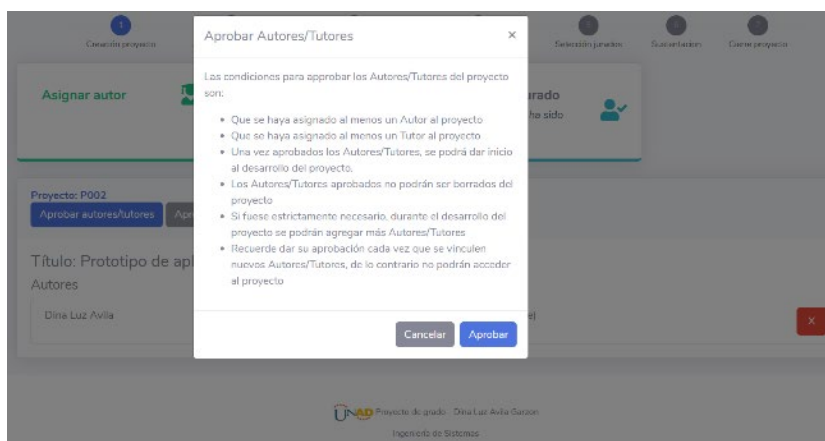 1
6
7
Creación proyecto
Selección jurados
Sustentacion
Cierre proyecto
Aprobar Autores/Tutores
×
Asignar autor
Las condiciones para approbar los Autores/Tutores del proyecto
son:
Que se haya asignado al menos un Autor al proyecto
Que se haya asignado al menos un Tutor al proyecto
Una vez aprobados los Autores/Tutores, se podrá dar inicio
al desarrollo del proyecto.
Los Autores/Tutores aprobados no podrán ser borrados del
proyecto
Si fuese estrictamente necesario, durante el desarrollo del
proyecto se podrán agregar más Autores/Tutores
Recuerde dar su aprobación cada vez que se vinculen
nuevos Autores/Tutores, de lo contrario no podrán acceder
al proyecto
Cancelar Aprobar
urado
ha sido
Proyecto: P002
Aprobar autores/tutores Apr
Título: Prototipo de apl
Autores
Dina Luz Avila
X
UNAD Proyecto de grado - Dina Luz Avila Garzon
Ingeniería de Sistemas